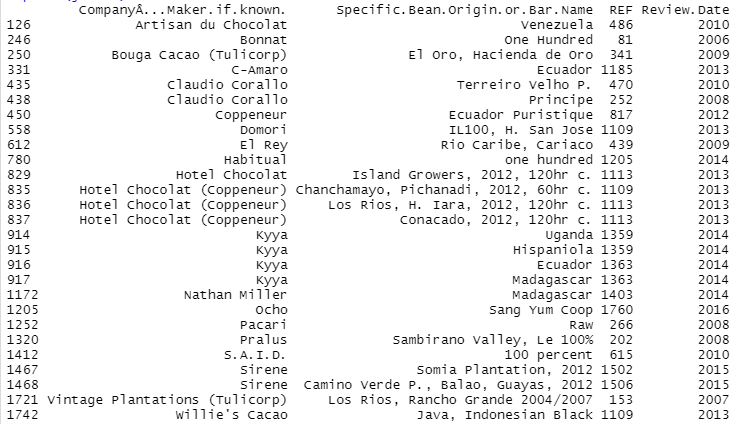 CompanyÂ...Maker.if.known. Specific.Bean.Origin.or.Bar.Name REF Review.Date
126 Artisan du Chocolat Venezuela 486 2010
246 Bonnat One Hundred 81 2006
250 Bouga Cacao (Tulicorp) El Oro, Hacienda de Oro 341 2009
331 C-Amaro Ecuador 1185 2013
435 Claudio Corallo Terreiro Velho P. 470 2010
438 Claudio Corallo Principe 252 2008
450 Coppeneur Ecuador Puristique 817 2012
558 Domori IL100, H. San Jose 1109 2013
612 El Rey Rio Caribe, Cariaco 439 2009
780 Habitual one hundred 1205 2014
829 Hotel Chocolat Island Growers, 2012, 120hr c. 1113 2013
835 Hotel Chocolat (Coppeneur) Chanchamayo, Pichanadi, 2012, 60hr c. 1109 2013
836 Hotel Chocolat (Coppeneur) Los Rios, H. Iara, 2012, 120hr c. 1113 2013
837 Hotel Chocolat (Coppeneur) Conacado, 2012, 120hr c. 1113 2013
914 Kyya Uganda 1359 2014
915 Kyya Hispaniola 1359 2014
916 Kyya Ecuador 1363 2014
917 Kyya Madagascar 1363 2014
1172 Nathan Miller Madagascar 1403 2014
1205 Ocho Sang Yum Coop 1760 2016
1252 Pacari Raw 266 2008
1320 Pralus Sambirano Valley, Le 100% 202 2008
1412 S.A.I.D. 100 percent 615 2010
1467 Sirene Somia Plantation, 2012 1502 2015
1468 Sirene Camino Verde P., Balao, Guayas, 2012 1506 2015
1721 Vintage Plantations (Tulicorp) Los Rios, Rancho Grande 2004/2007 153 2007
1742 Willie's Cacao Java, Indonesian Black 1109 2013